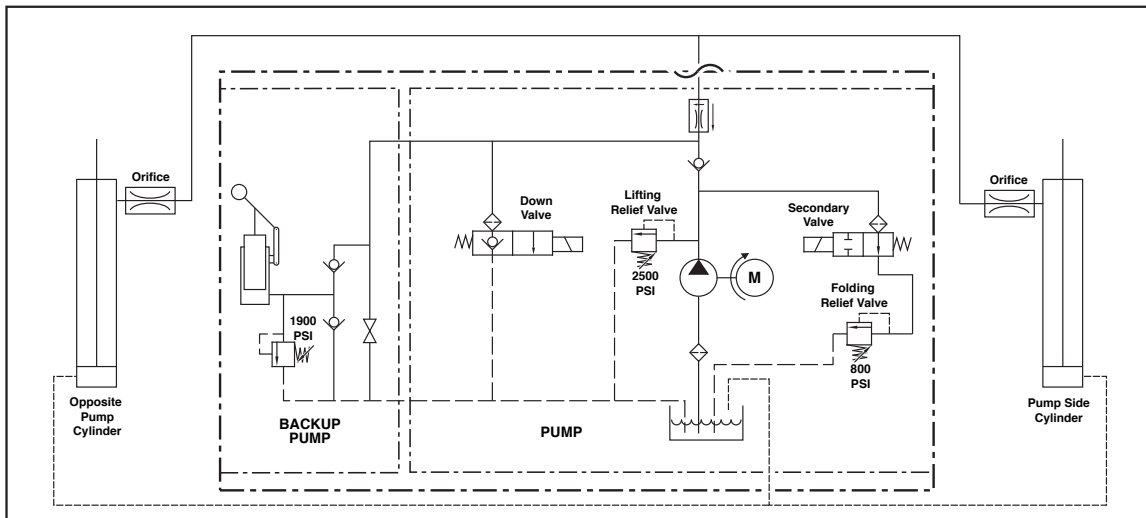 Orifice
Opposite
Pump
Cylinder
1900
PSI
BACKUP
PUMP
Down
Valve
Lifting
Relief Valve
2500
PSI
M
PUMP
Secondary
Valve
Folding
Relief Valve
800
PSI
Orifice
Pump Side
Cylinder